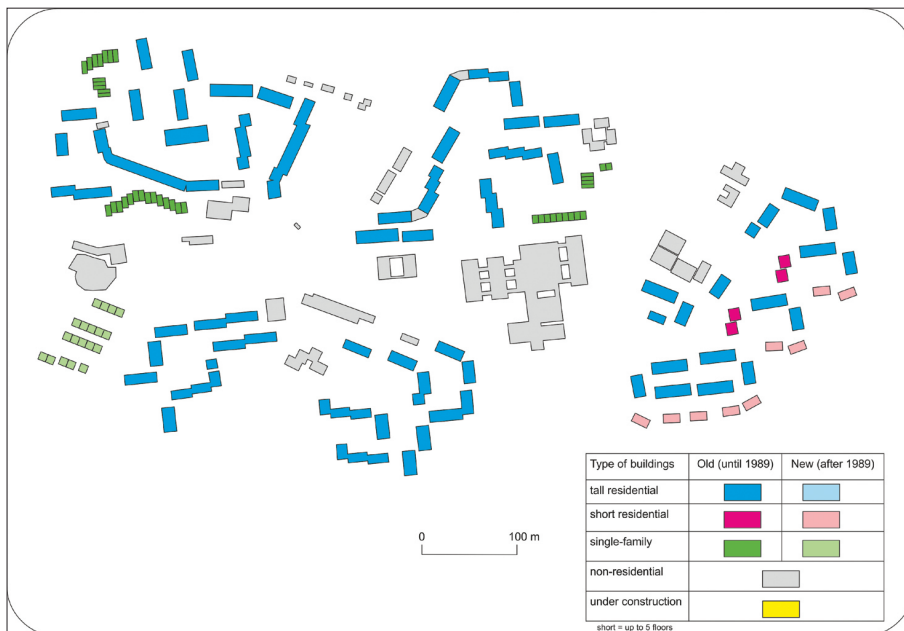 0 100 m
Type of buildings Old (until 1989) New (after 1989)
tall residential
short residential
single-family
non-residential
under construction
short = up to 5 floors